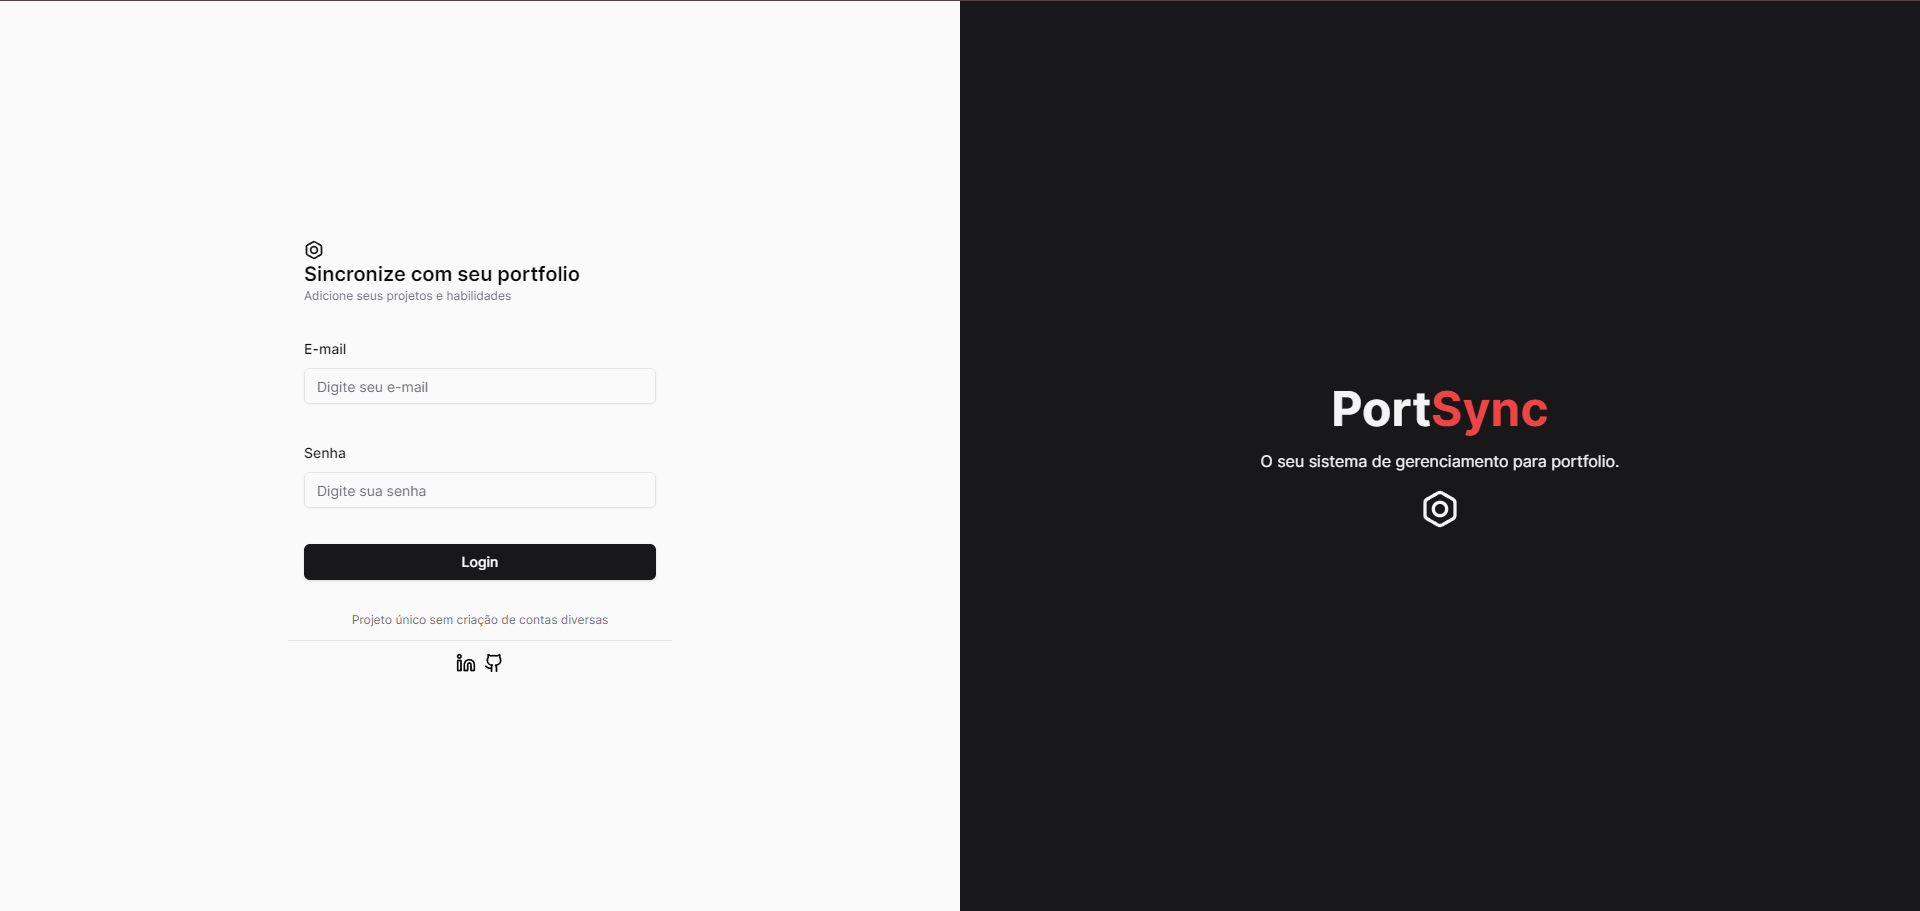 Sincronize com seu portfolio
Adicione seus projetos e habilidades
E-mail
Digite seu e-mail
Senha
Digite sua senha
Login
Projeto único sem criação de contas diversas
PortSync
O seu sistema de gerenciamento para portfolio.